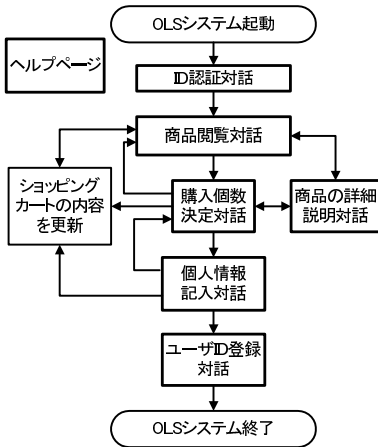 OLSシステム起動
ヘルプページ
ID認証対話
商品閲覧対話
ショッピング
カートの内容
を更新
購入個数
決定対話
商品の詳細
説明対話
個人情報
記入対話
ユーザID登録
対話
OLSシステム終了